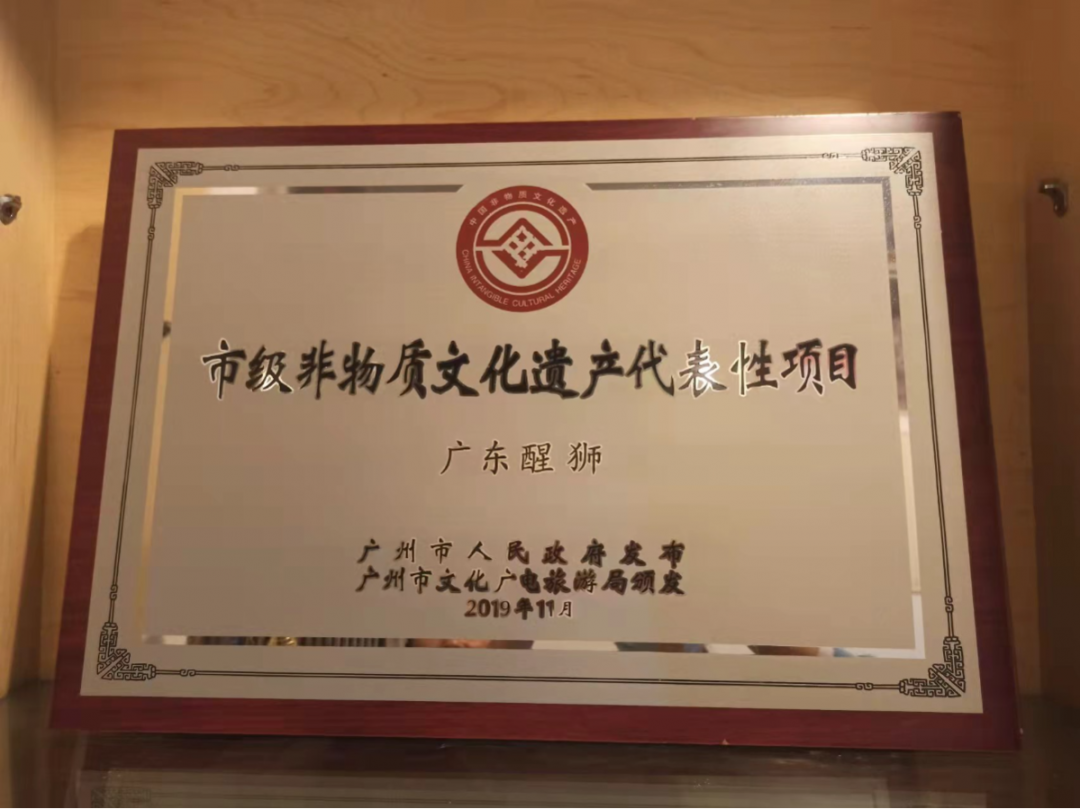 中国非物质文化遗产
CHINA INTANGIBLE CULTURAL HERITAGE
市级非物质文化遗产代表性项目
广东醒狮
广州市人民政府发布
广州市文化广电旅游局颁发
2019年11月